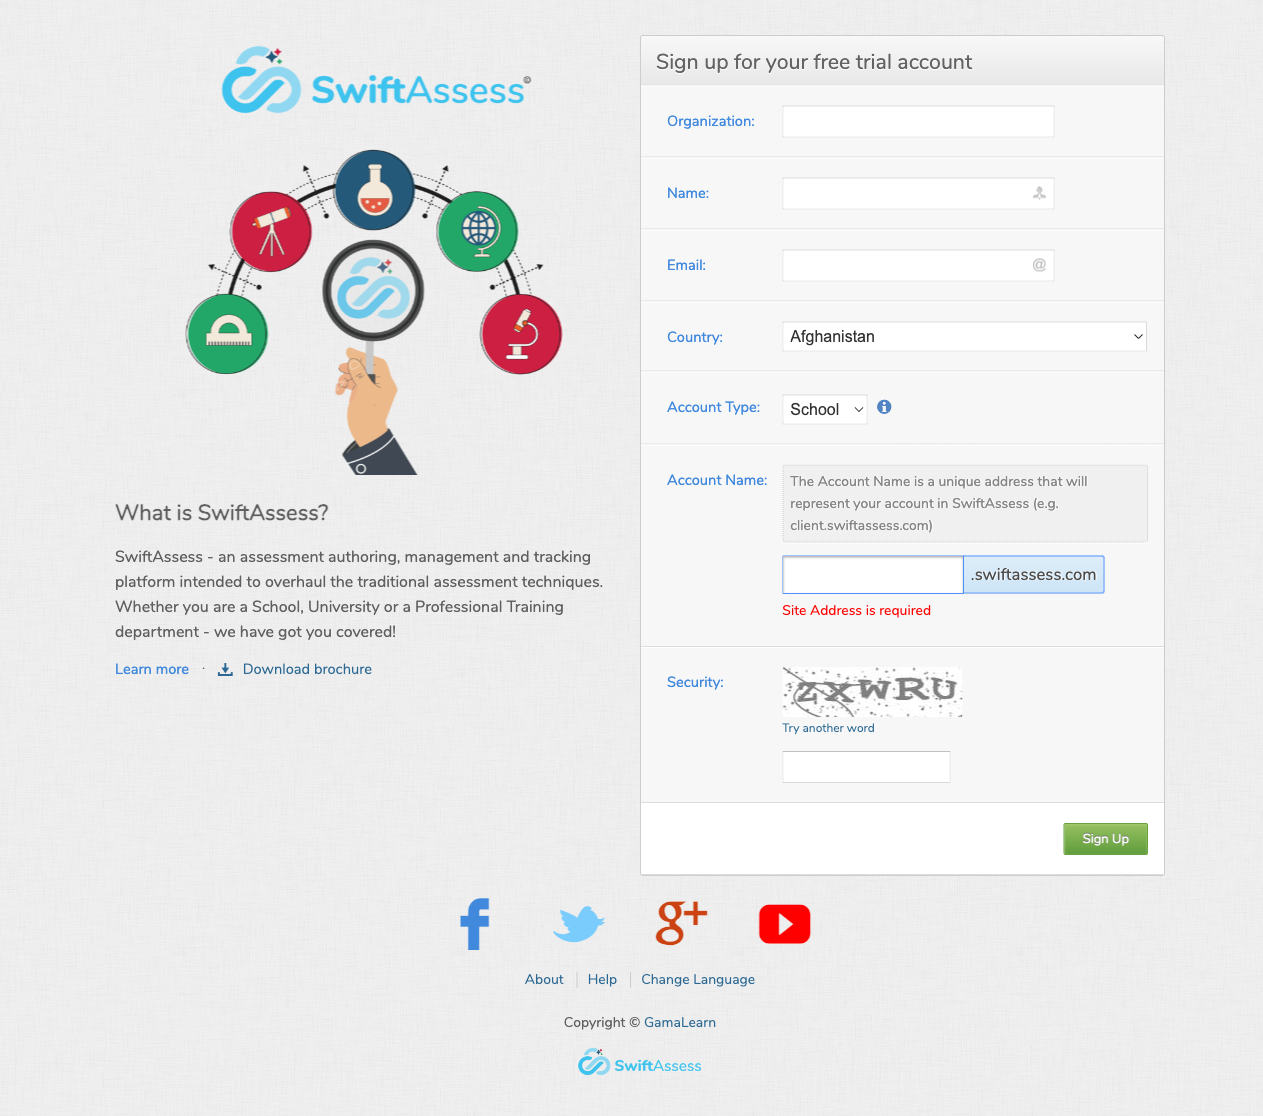 SwiftAssess©
What is SwiftAssess?
SwiftAssess - an assessment authoring, management and tracking
platform intended to overhaul the traditional assessment techniques.
Whether you are a School, University or a Professional Training
department - we have got you covered!
Learn more · Download brochure
Sign up for your free trial account
Organization:
Name:
Email:
@
Country: Afghanistan
Account Type: School
Account Name: The Account Name is a unique address that will
represent your account in SwiftAssess (e.g.
client.swiftassess.com)
.swiftassess.com
Site Address is required
Security: ZXWRU
Try another word
Sign Up
f g+
About Help Change Language
Copyright © GamaLearn
SwiftAssess